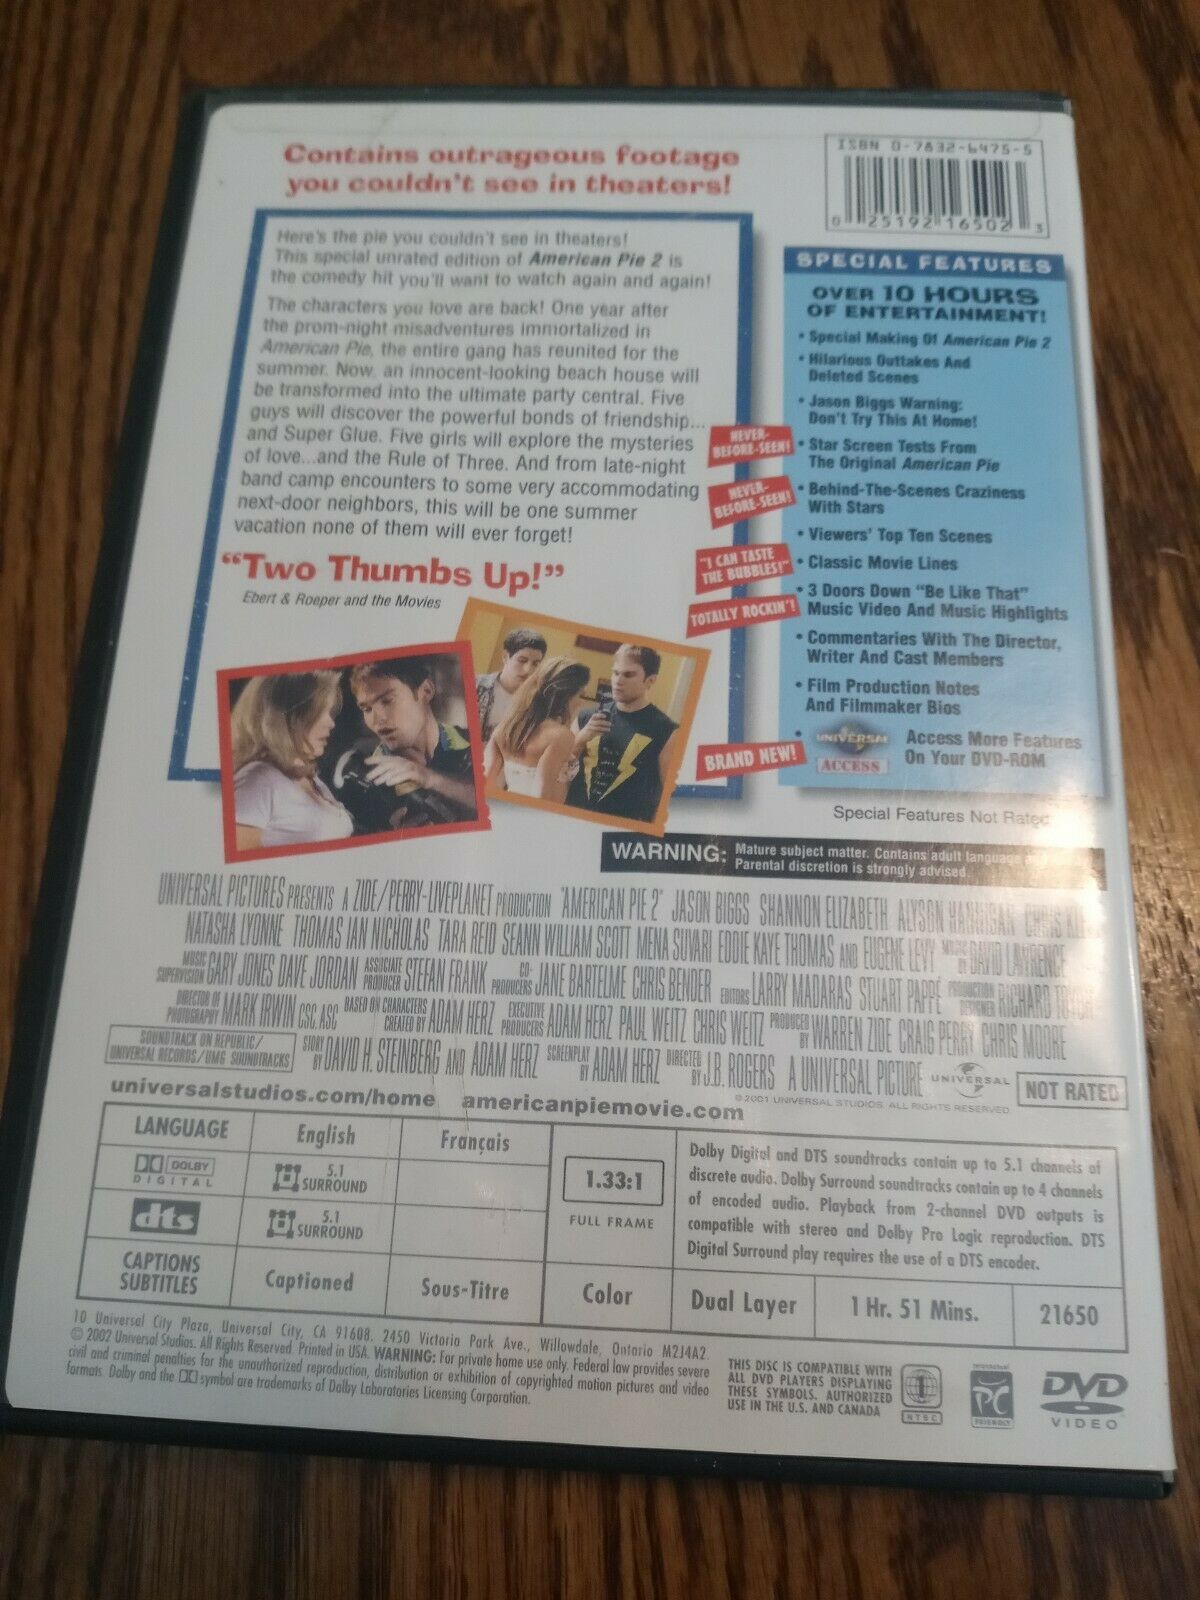 Contains outrageous footage
you couldn't see in theaters!
ISBN 0-7832-6475-5
0 25192 16502 3
Here's the pie you couldn't see in theaters!
This special unrated edition of American Pie 2 is
the comedy hit you'll want to watch again and again!
The characters you love are back! One year after
the prom-night misadventures immortalized in
American Pie, the entire gang has reunited for the
summer. Now, an innocent-looking beach house will
be transformed into the ultimate party central. Five
guys will discover the powerful bonds of friendship...
and Super Glue. Five girls will explore the mysteries
of love...and the Rule of Three. And from late-night
band camp encounters to some very accommodating
next-door neighbors, this will be one summer
vacation none of them will ever forget!
"Two Thumbs Up!"
Ebert & Roeper and the Movies
SPECIAL FEATURES
OVER 10 HOURS
OF ENTERTAINMENT!
• Special Making Of American Pie 2
• Hilarious Outtakes And
Deleted Scenes
• Jason Biggs Warning:
Don't Try This At Home!
NEVER-
BEFORE-SEEN!
• Star Screen Tests From
The Original American Pie
NEVER-
BEFORE-SEEN!
• Behind-The-Scenes Craziness
With Stars
• Viewers' Top Ten Scenes
"I CAN TASTE
THE BUBBLES!"
• Classic Movie Lines
TOTALLY ROCKIN'!
• 3 Doors Down "Be Like That"
Music Video And Music Highlights
• Commentaries With The Director,
Writer And Cast Members
• Film Production Notes
And Filmmaker Bios
BRAND NEW!
• UNIVERSAL
ACCESS
Access More Features
On Your DVD-ROM
Special Features Not Rated
WARNING: Mature subject matter. Contains adult language
Parental discretion is strongly advised.
UNIVERSAL PICTURES PRESENTS A ZIDE/PERRY-LIVEPLANET PRODUCTION "AMERICAN PIE 2" JASON BIGGS SHANNON ELIZABETH ALYSON HANNIGAN CHRIS KLEIN
NATASHA LYONNE THOMAS IAN NICHOLAS TARA REID SEANN WILLIAM SCOTT MENA SUVARI EDDIE KAYE THOMAS AND EUGENE LEVY MUSIC BY DAVID LAWRENCE
MUSIC SUPERVISION GARY JONES DAVE JORDAN ASSOCIATE PRODUCER STEFAN FRANK CO-PRODUCERS JANE BARTELME CHRIS BENDER EDITORS LARRY MADARAS STUART PAPPÉ PRODUCTION DESIGNER RICHARD
DIRECTOR OF PHOTOGRAPHY MARK IRWIN CSC, ASC BASED ON CHARACTERS CREATED BY ADAM HERZ EXECUTIVE PRODUCERS ADAM HERZ PAUL WEITZ CHRIS WEITZ PRODUCED BY WARREN ZIDE CRAIG PERRY CHRIS MOORE
SOUNDTRACK ON REPUBLIC/
UNIVERSAL RECORDS/UMG SOUNDTRACKS
STORY BY DAVID H. STEINBERG AND ADAM HERZ SCREENPLAY BY ADAM HERZ DIRECTED BY J.B. ROGERS A UNIVERSAL PICTURE UNIVERSAL
NOT RATED
universalstudios.com/home americanpiemovie.com
© 2001 UNIVERSAL STUDIOS. ALL RIGHTS RESERVED.
LANGUAGE English Français
DOLBY
DIGITAL
5.1
SURROUND
dts
5.1
SURROUND
CAPTIONS
SUBTITLES
Captioned Sous-Titre
1.33:1
FULL FRAME
Dolby Digital and DTS soundtracks contain up to 5.1 channels of
discrete audio. Dolby Surround soundtracks contain up to 4 channels
of encoded audio. Playback from 2-channel DVD outputs is
compatible with stereo and Dolby Pro Logic reproduction. DTS
Digital Surround play requires the use of a DTS encoder.
Color Dual Layer 1 Hr. 51 Mins. 21650
10 Universal City Plaza, Universal City, CA 91608. 2450 Victoria Park Ave., Willowdale, Ontario M2J4A2.
© 2002 Universal Studios. All Rights Reserved. Printed in USA. WARNING: For private home use only. Federal law provides severe
civil and criminal penalties for the unauthorized reproduction, distribution or exhibition of copyrighted motion pictures and video
formats. Dolby and the symbol are trademarks of Dolby Laboratories Licensing Corporation.
THIS DISC IS COMPATIBLE WITH
ALL DVD PLAYERS DISPLAYING
THESE SYMBOLS. AUTHORIZED
USE IN THE U.S. AND CANADA
1
NTSC
PC
FRIENDLY
DVD
VIDEO